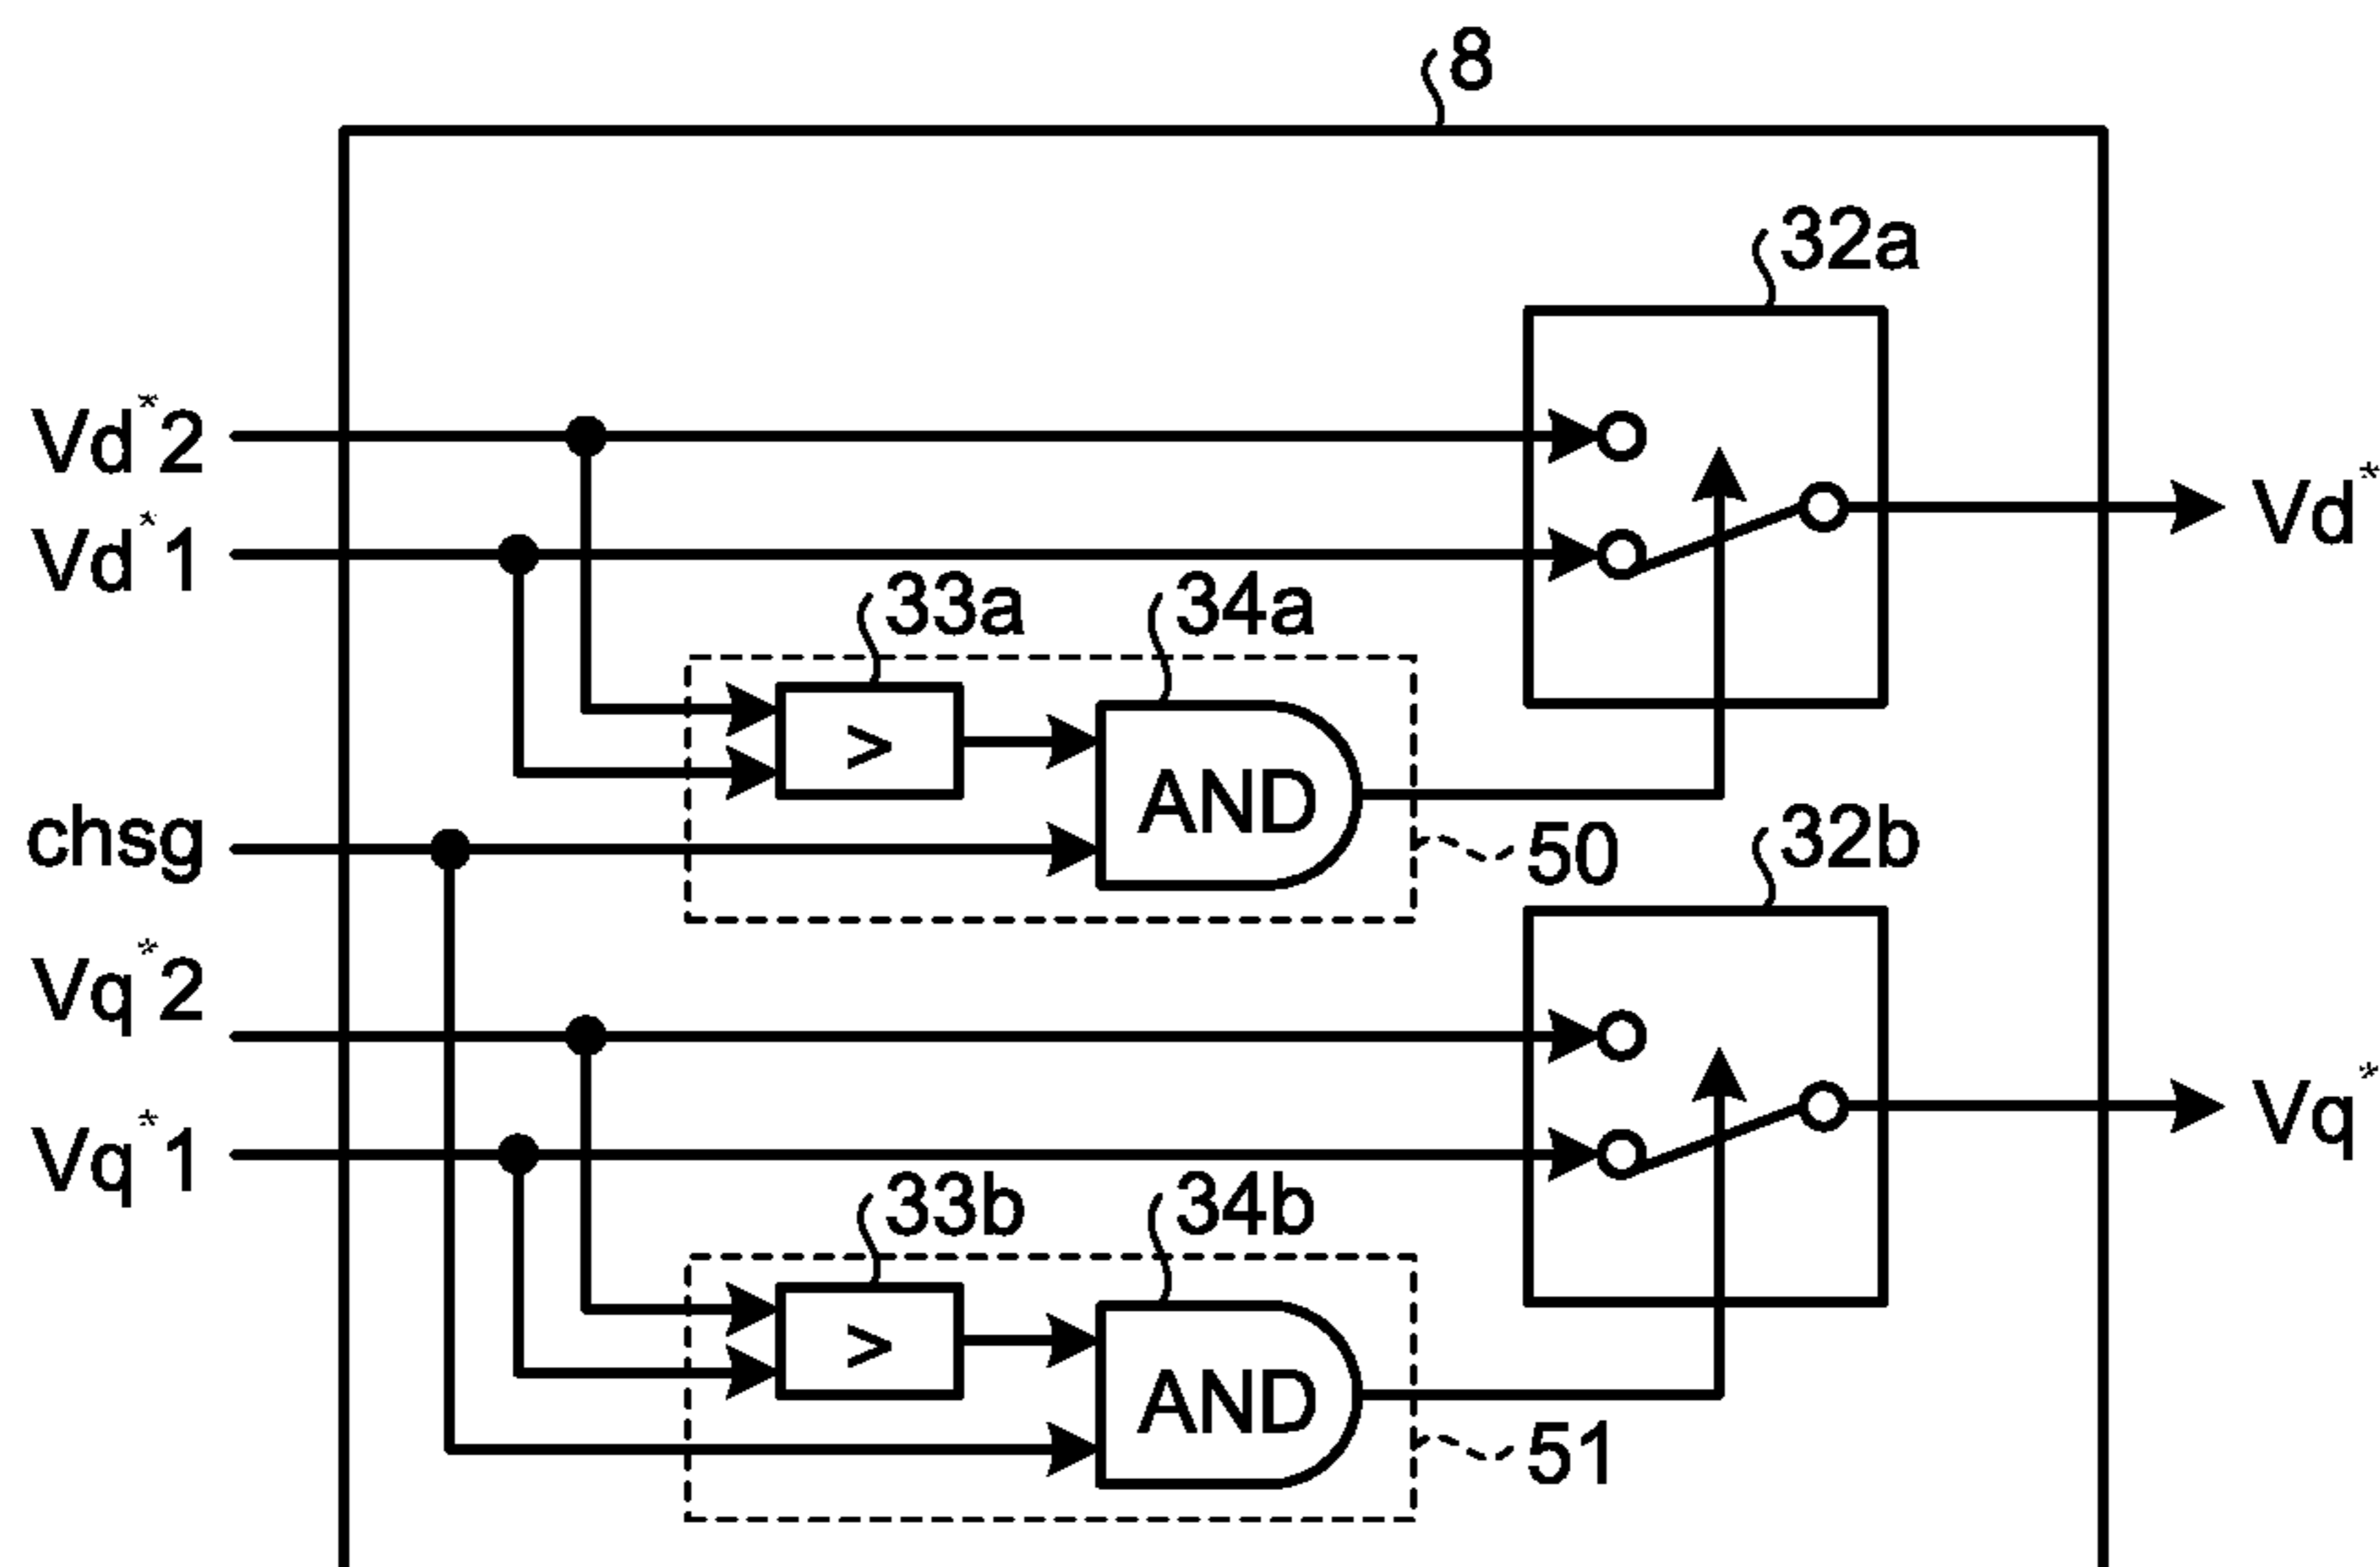 8
32a
Vd*2
Vd*
Vd*1
33a
34a
>
AND
chsg
50
32b
Vq*2
Vq*
Vq*1
33b
34b
>
AND
51